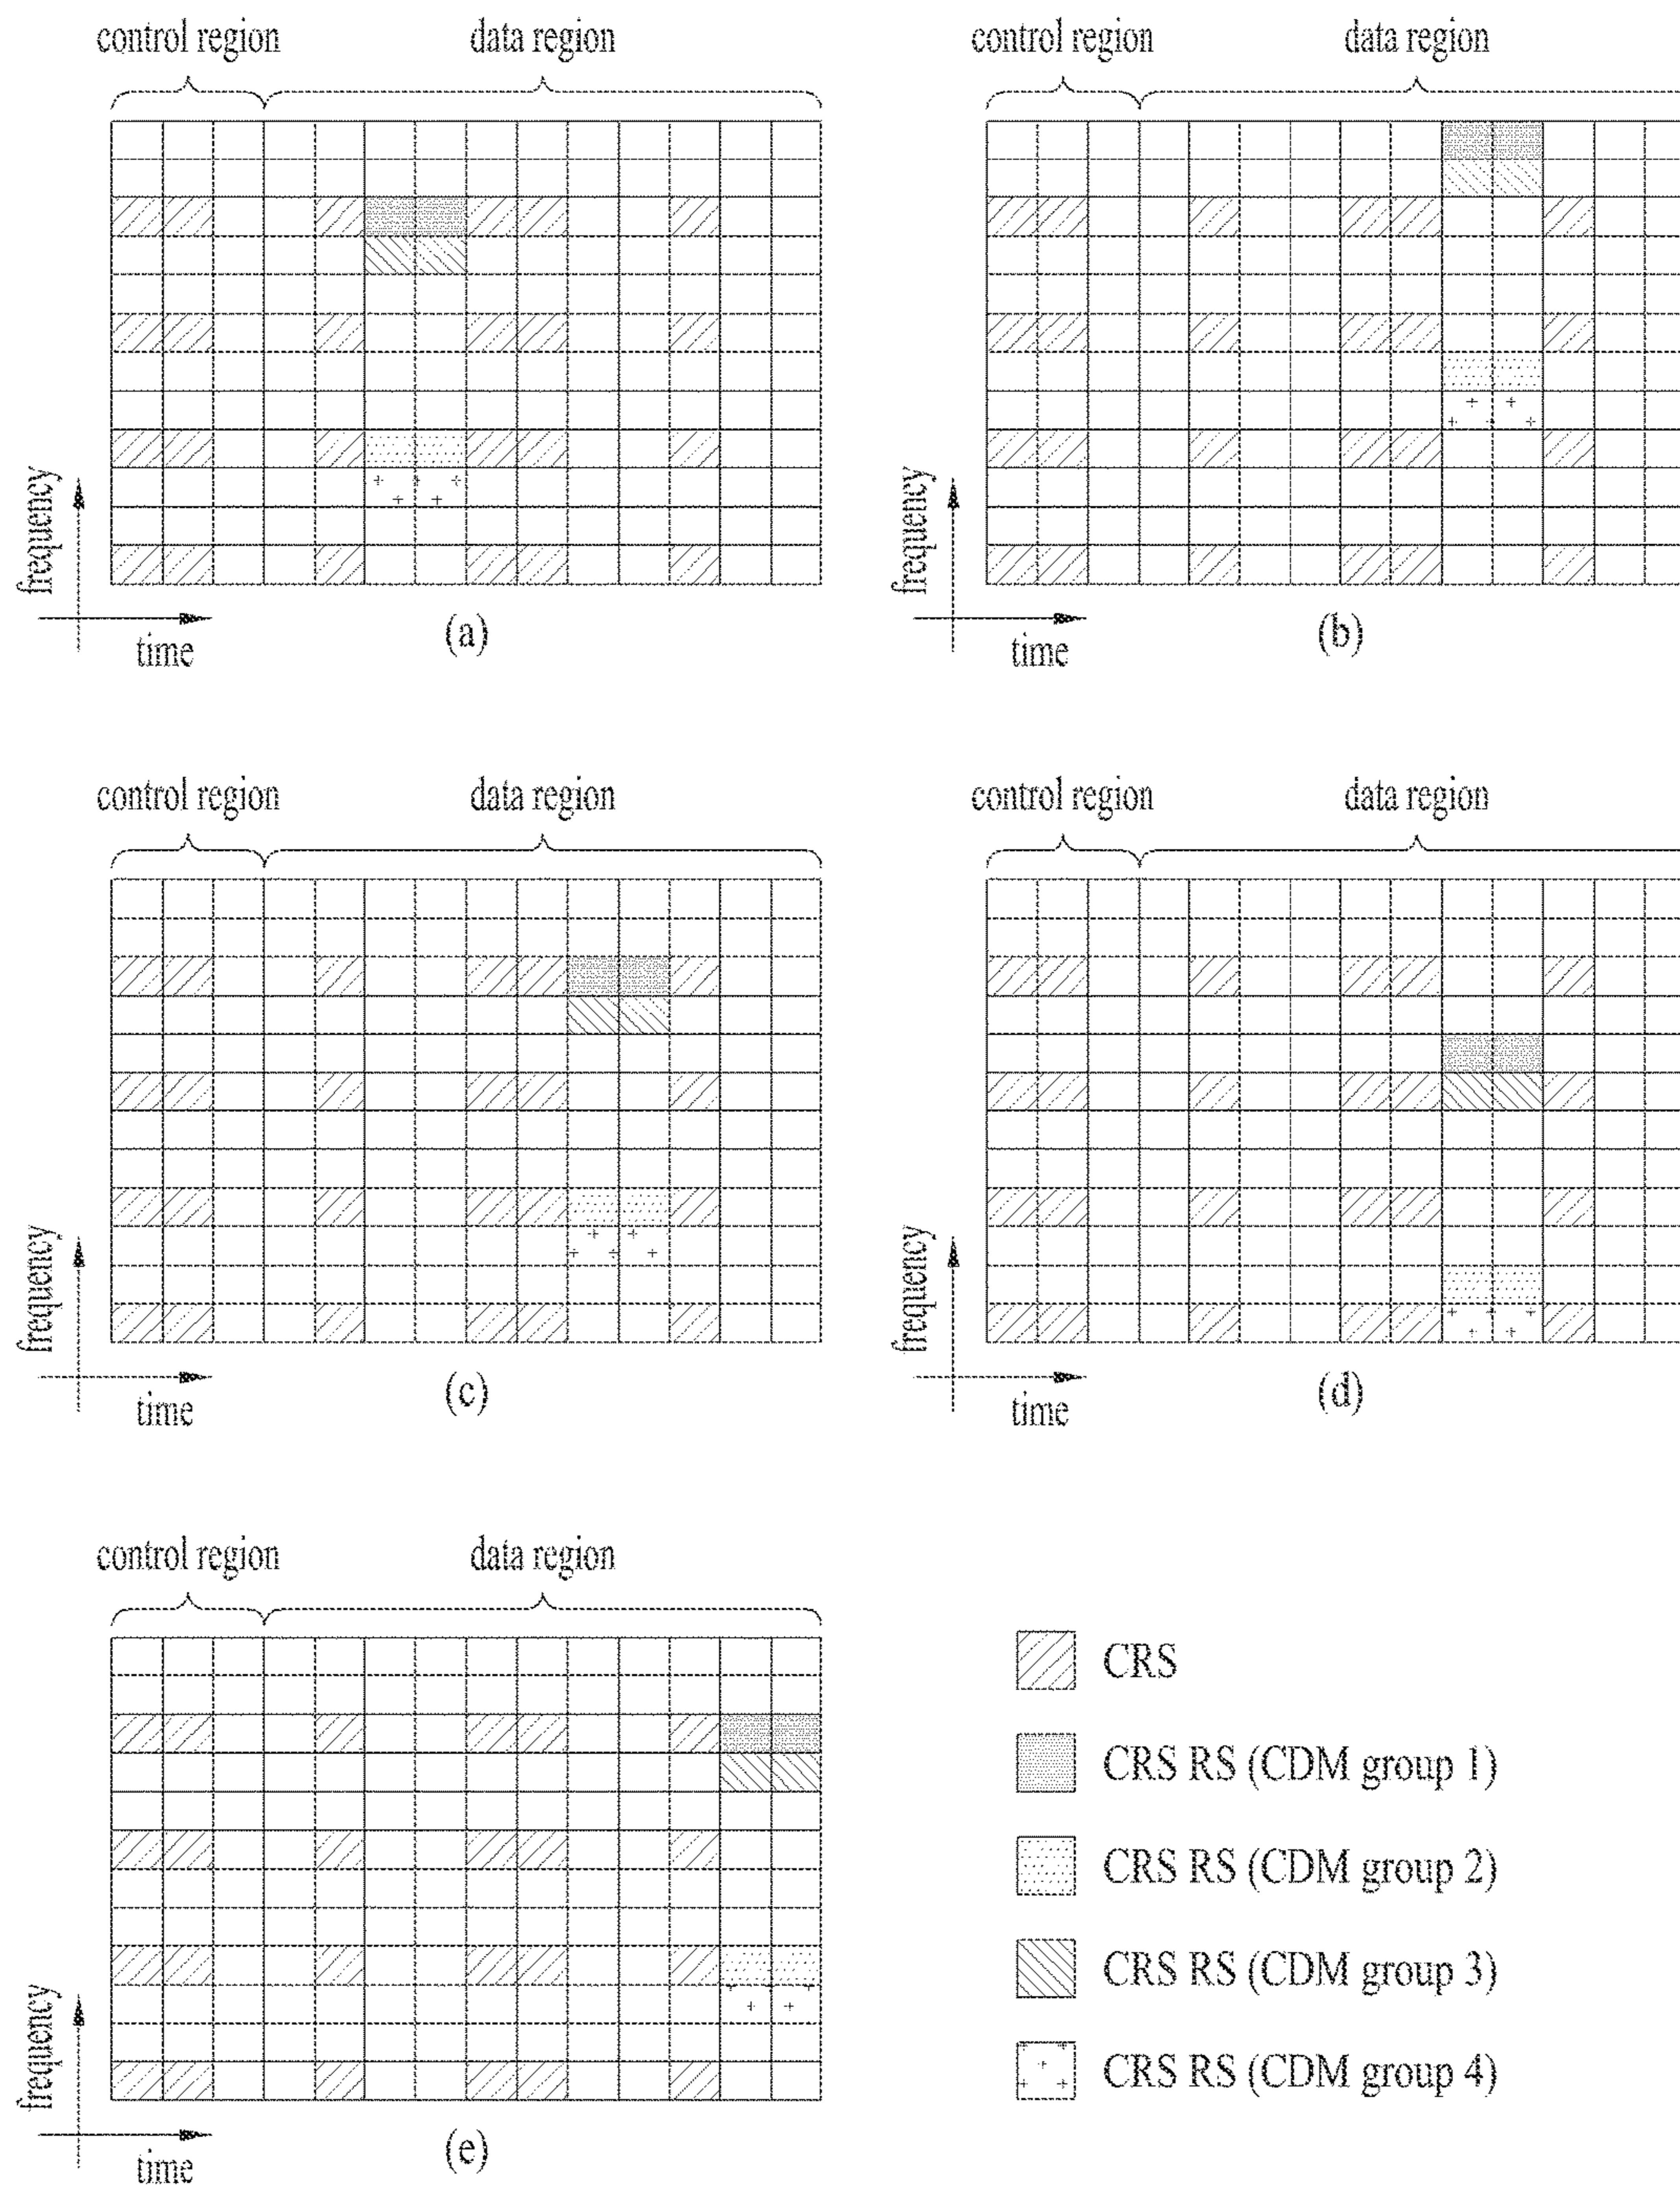 control region data region
control region data region
frequency
time
(a)
frequency
time
(b)
control region data region
control region data region
frequency
time
(c)
frequency
time
(d)
control region data region
frequency
time
(e)
CRS
CRS RS (CDM group 1)
CRS RS (CDM group 2)
CRS RS (CDM group 3)
CRS RS (CDM group 4)